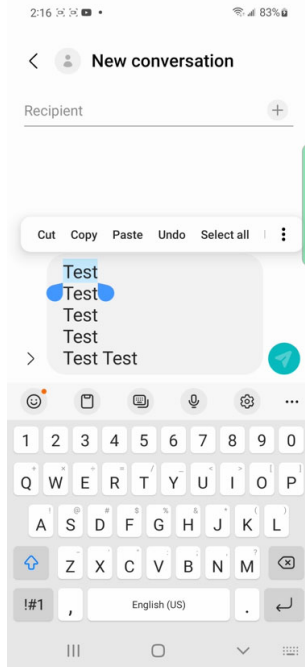 2:16 83%
New conversation
Recipient
Cut Copy Paste Undo Select all
Test
Test
Test
Test
Test Test
1 2 3 4 5 6 7 8 9 0
Q W E R T Y U I O P
A S D F G H J K L
Z X C V B N M
!#1 , English (US) .